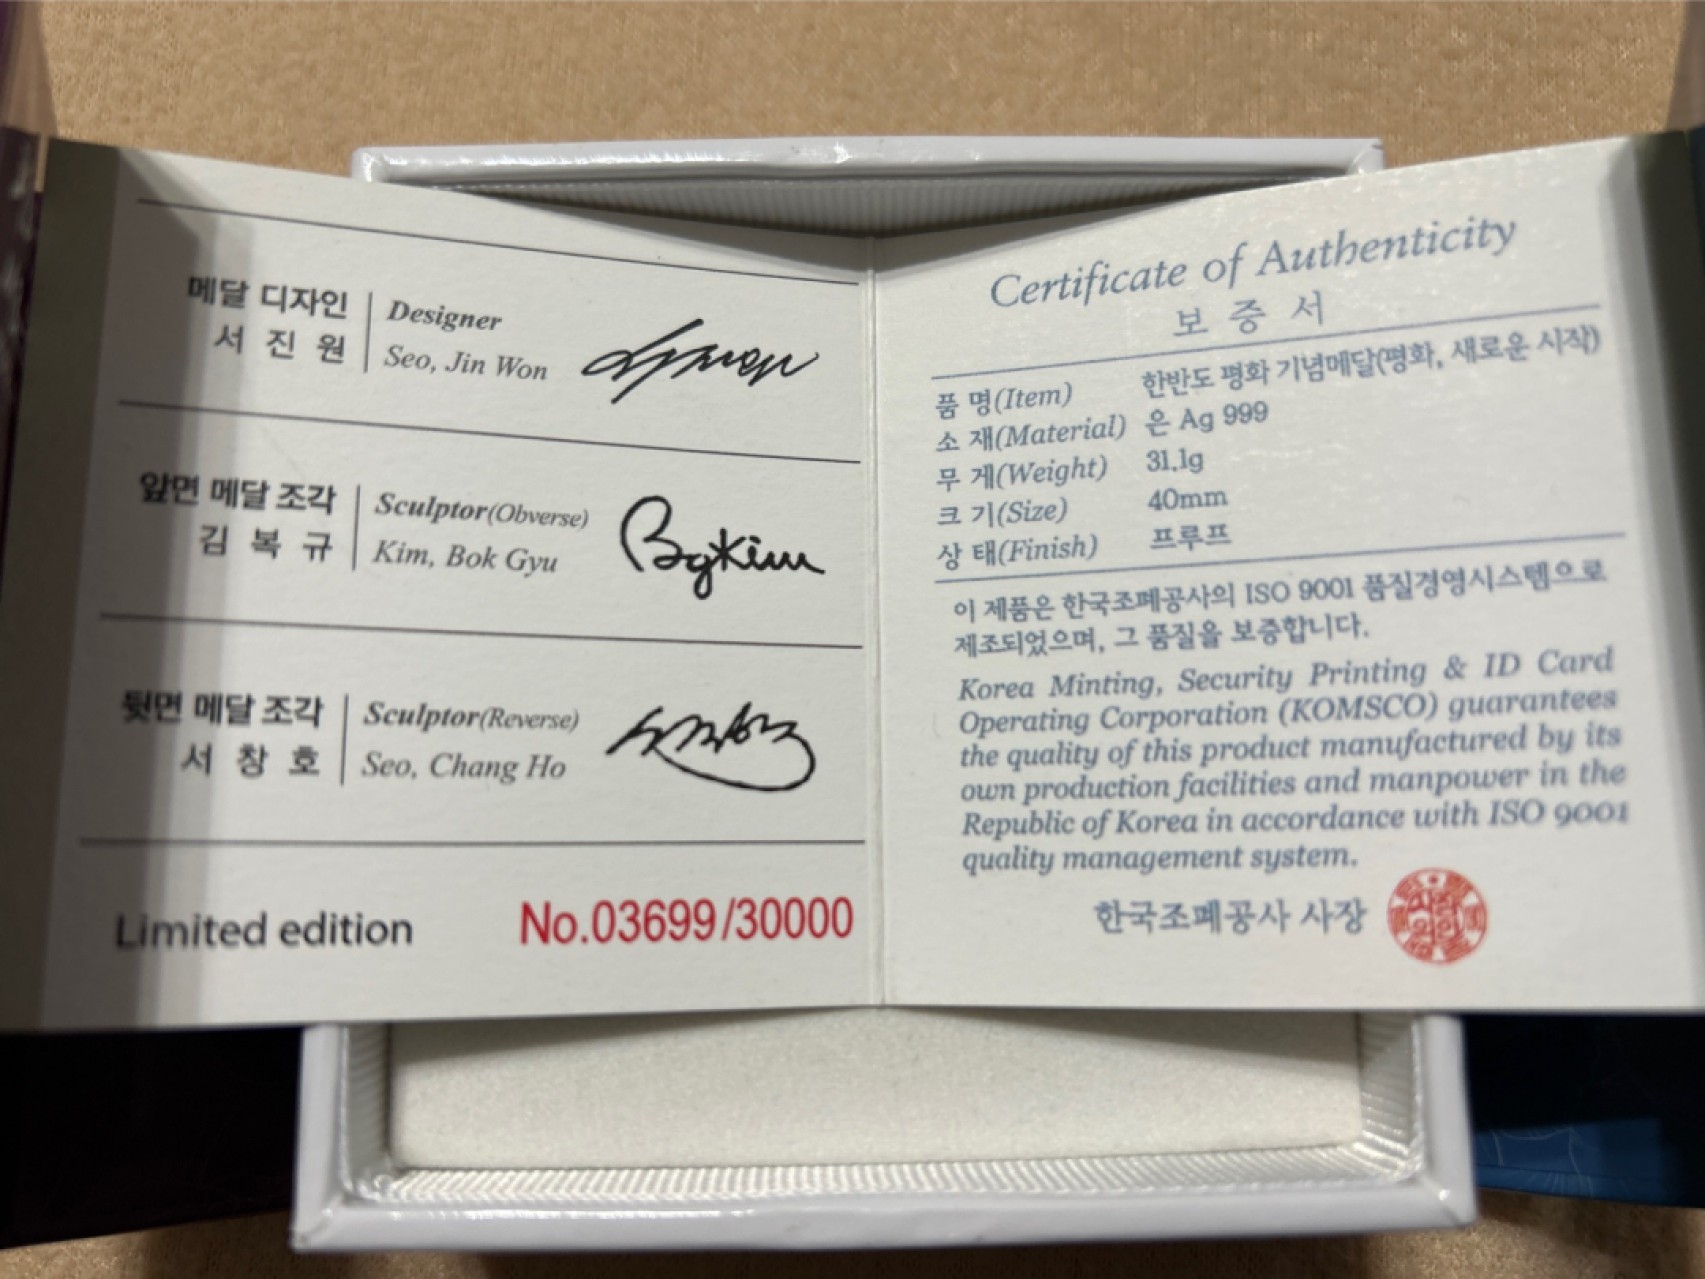 메달 디자인
서 진 원
Designer
Seo, Jin Won
서진원
앞면 메달 조각
김 복 규
Sculptor(Obverse)
Kim, Bok Gyu
BgKim
뒷면 메달 조각
서 창 호
Sculptor(Reverse)
Seo, Chang Ho
Limited edition
No.03699/30000
Certificate of Authenticity
보 증 서
품 명(Item) 한반도 평화 기념메달(평화, 새로운 시작)
소 재(Material) 은 Ag 999
무 게(Weight) 31.1g
크 기(Size) 40mm
상 태(Finish) 프루프
이 제품은 한국조폐공사의 ISO 9001 품질경영시스템으로
제조되었으며, 그 품질을 보증합니다.
Korea Minting, Security Printing & ID Card
Operating Corporation (KOMSCO) guarantees
the quality of this product manufactured by its
own production facilities and manpower in the
Republic of Korea in accordance with ISO 9001
quality management system.
한국조폐공사 사장